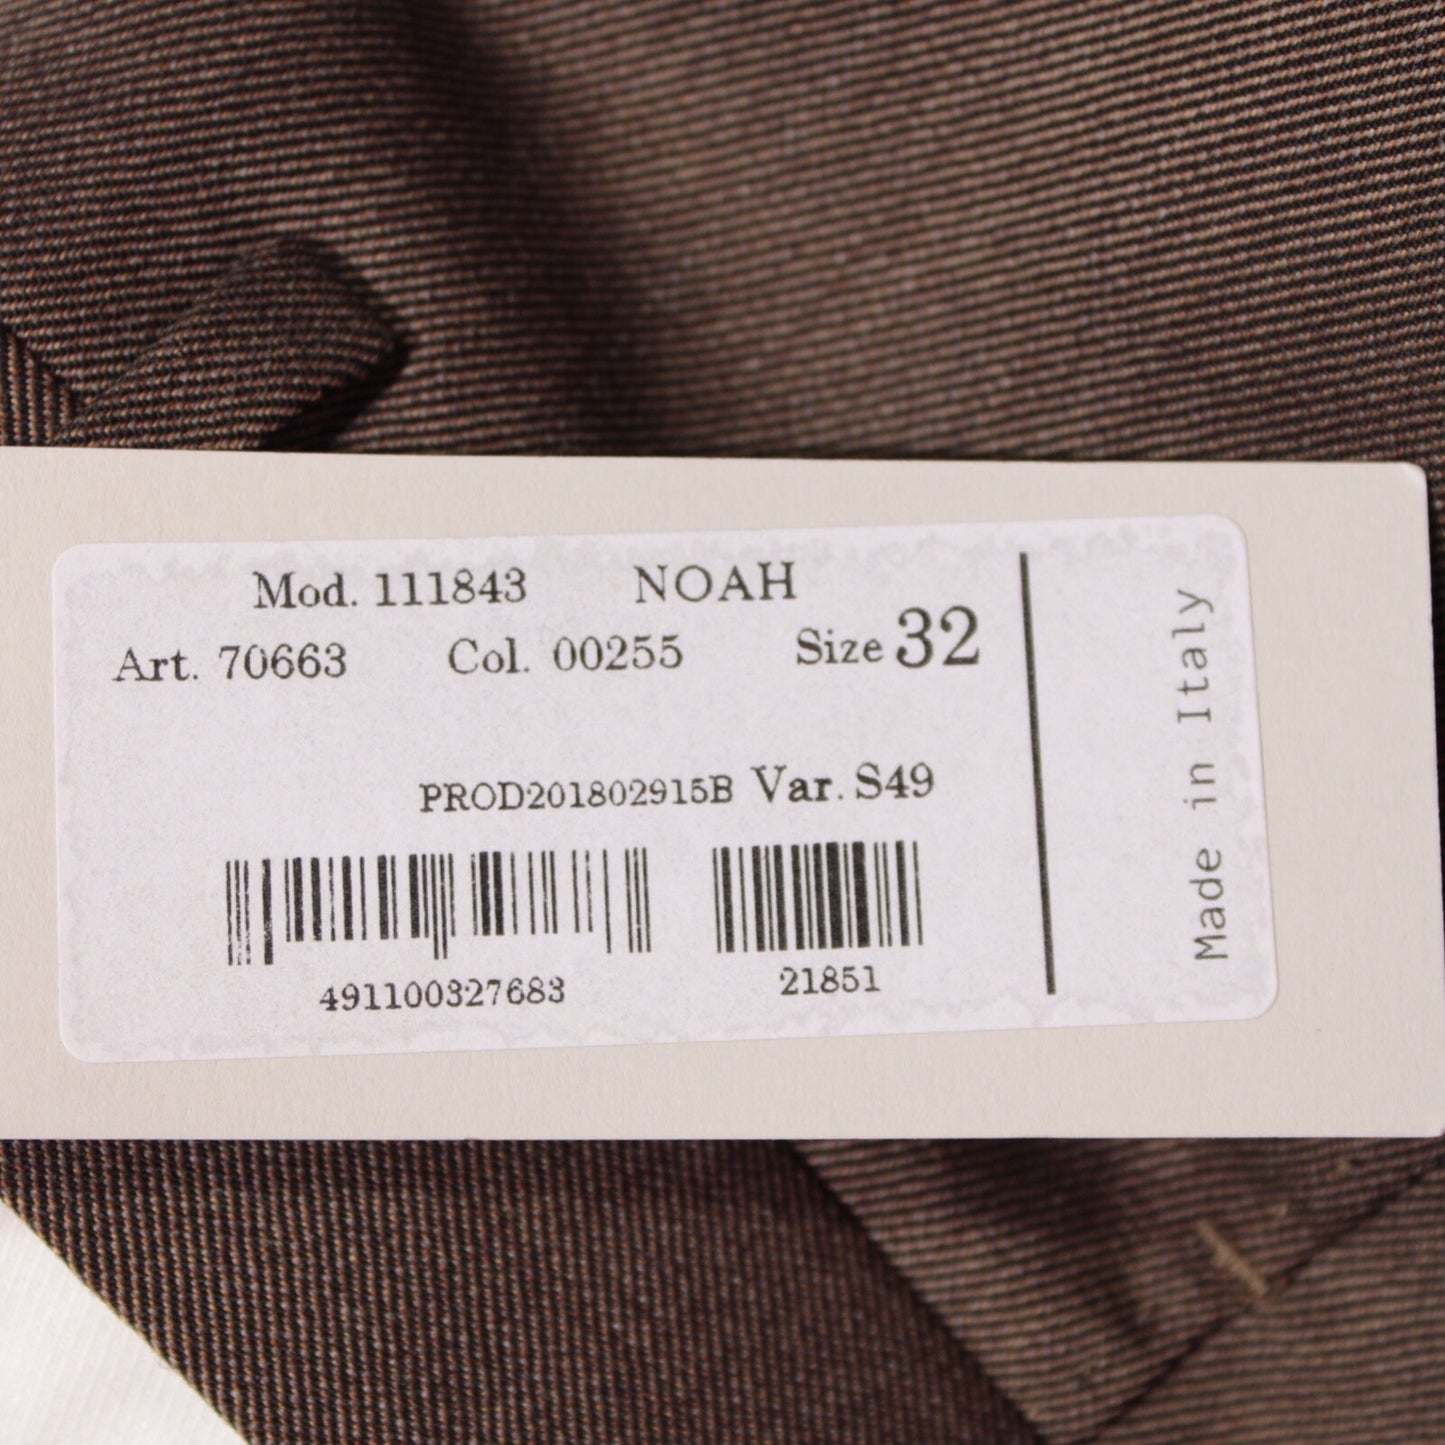 Mod. 111843 NOAH
Art. 70663 Col. 00255 Size 32
PROD201802915B Var. S49
491100327683 21851
Made in Italy